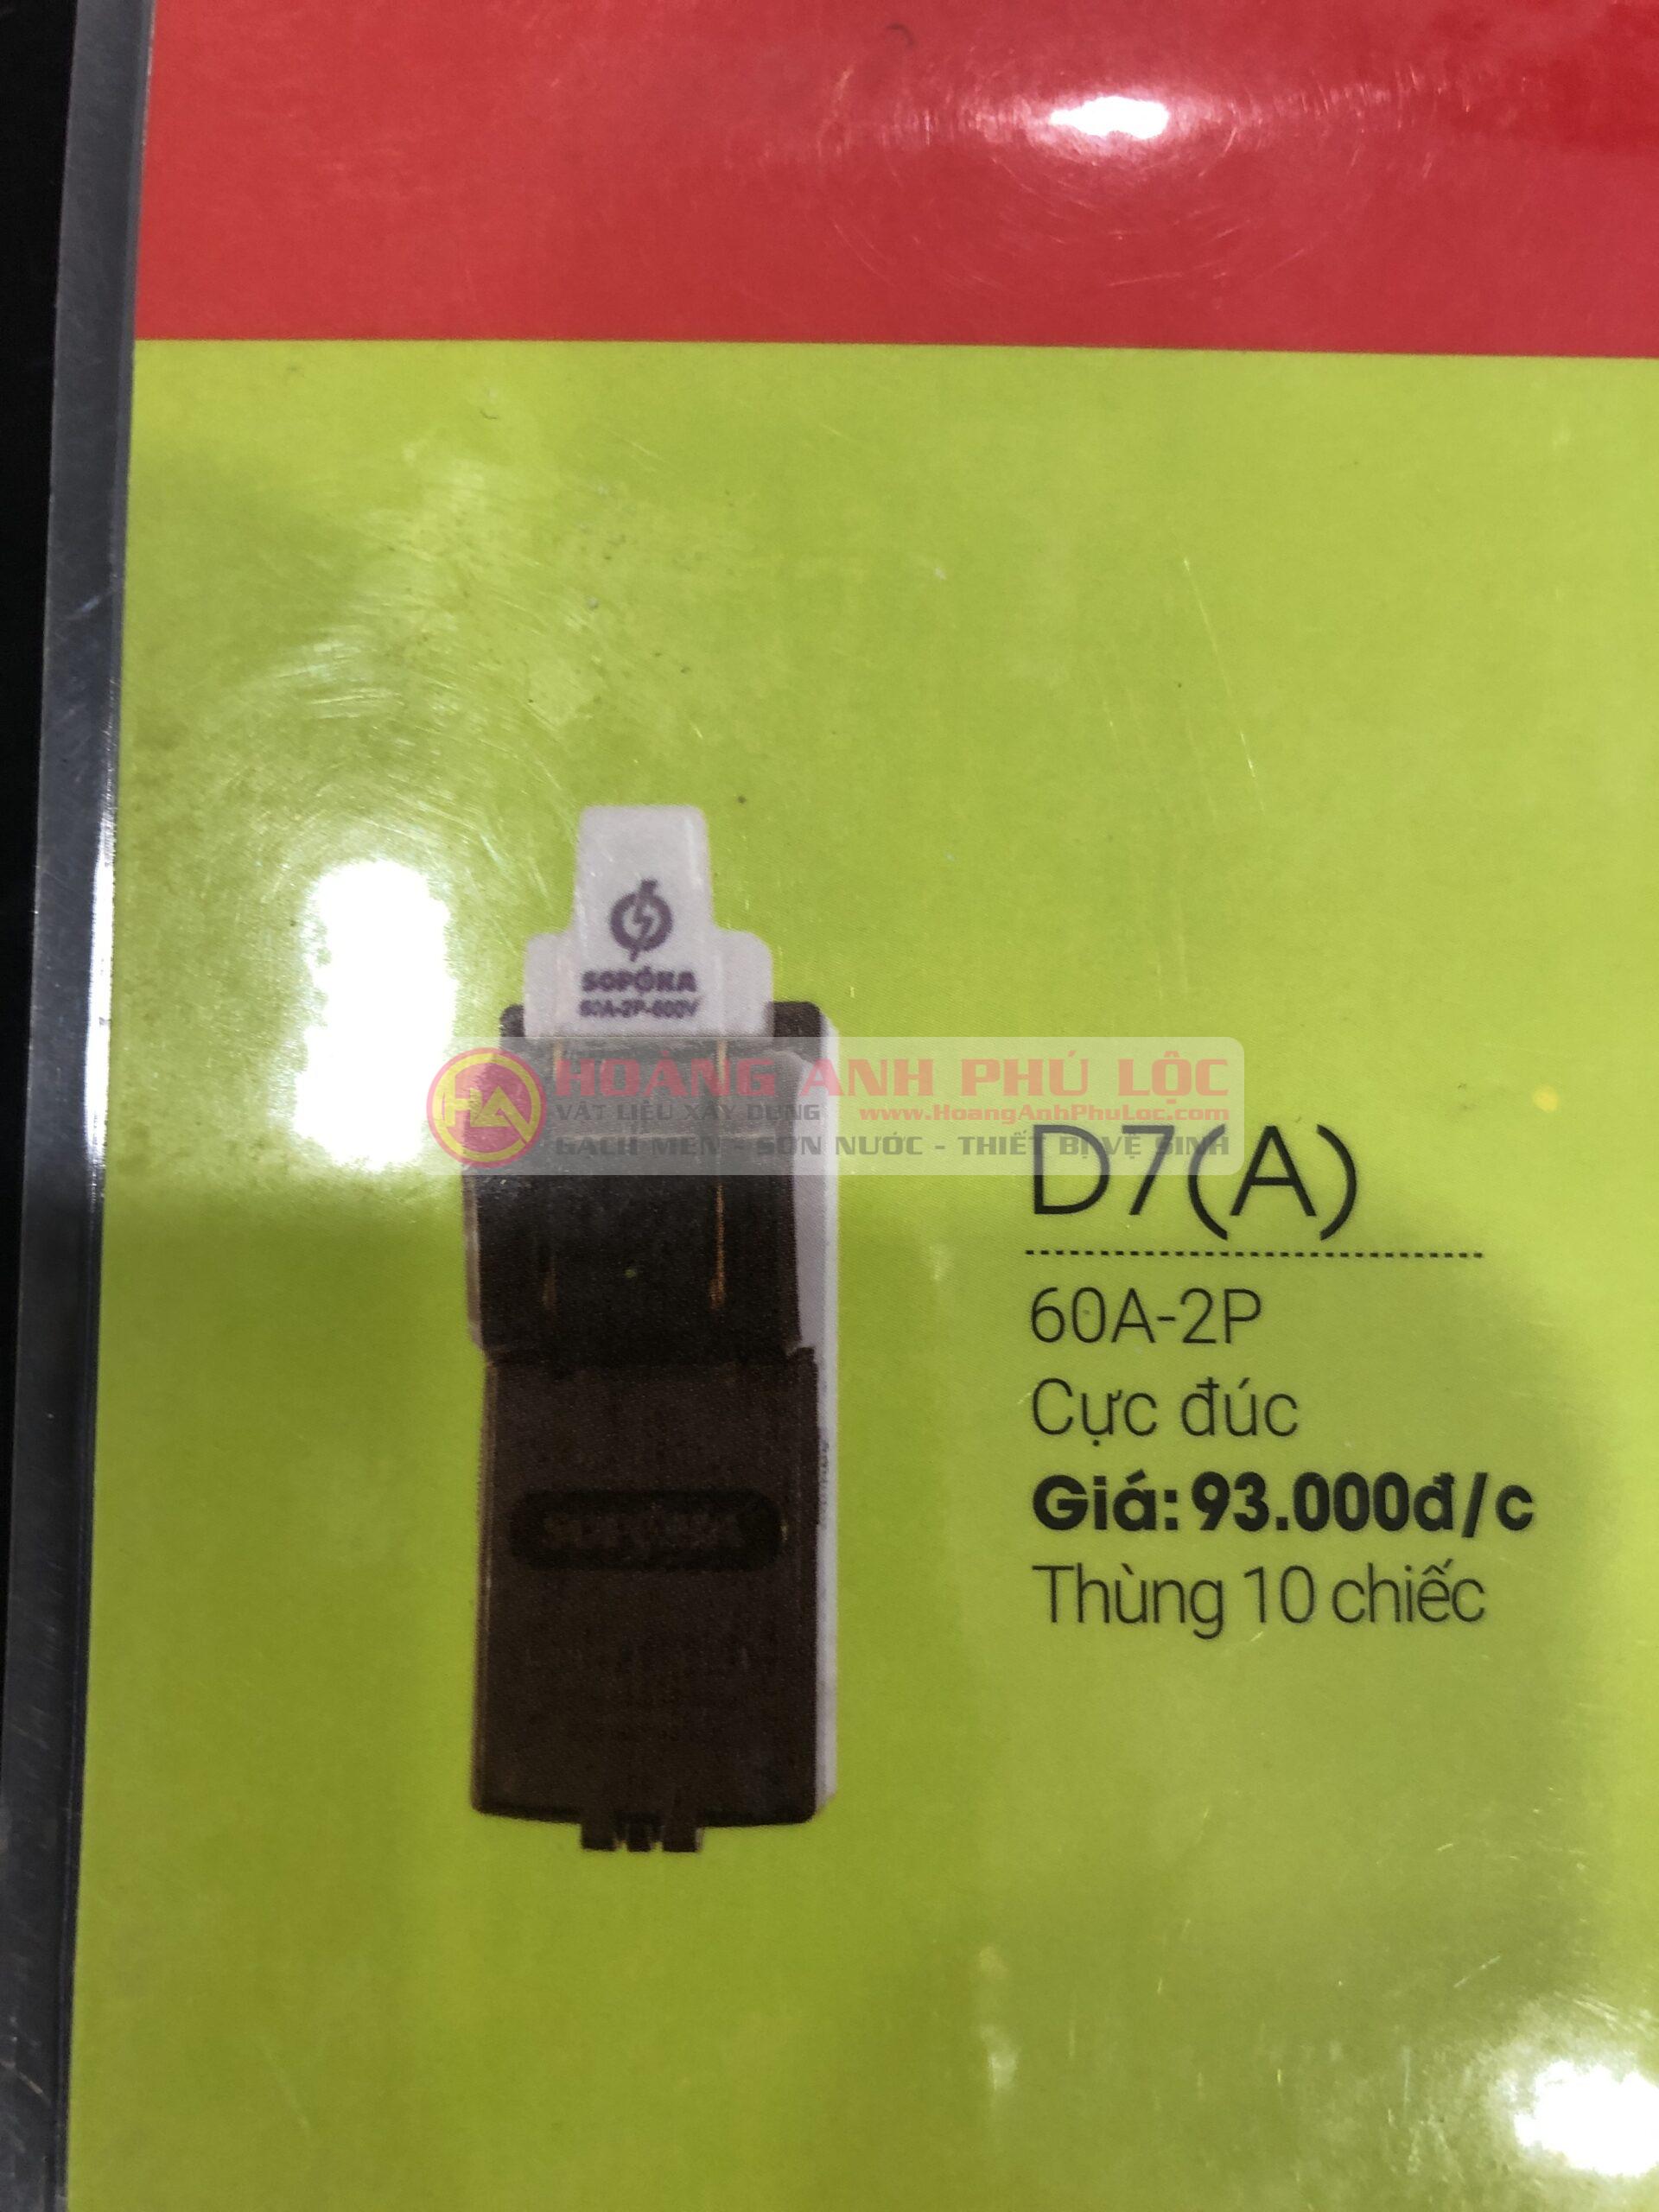 SOPOKA
60A-2P-600V
HOÀNG ANH PHÚ LỘC
VẬT LIỆU XÂY DỰNG www.HoangAnhPhuLoc.com
GẠCH MEN - SƠN NƯỚC - THIẾT BỊ VỆ SINH
D7(A)
60A-2P
Cực đúc
Giá: 93.000đ/c
Thùng 10 chiếc